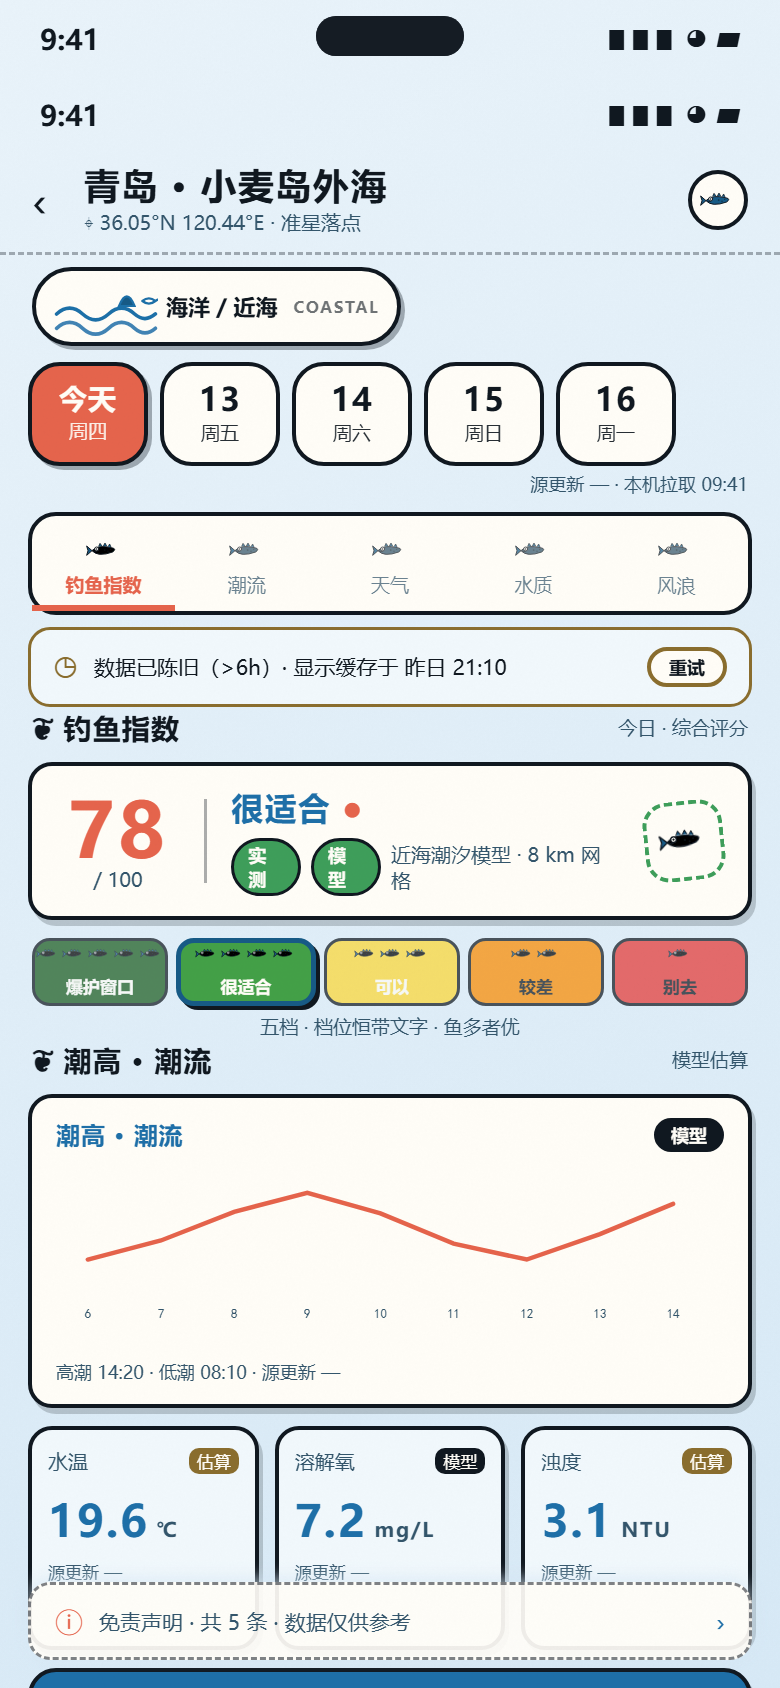 9:41
9:41
‹
青岛 · 小麦岛外海
⌖ 36.05°N 120.44°E · 准星落点
海洋 / 近海 COASTAL
今天
周四
13
周五
14
周六
15
周日
16
周一
源更新 — · 本机拉取 09:41
钓鱼指数
潮流
天气
水质
风浪
数据已陈旧（>6h）· 显示缓存于 昨日 21:10
重试
❦ 钓鱼指数
今日 · 综合评分
78
/ 100
很适合
实
测
模
型
近海潮汐模型 · 8 km 网
格
爆护窗口
很适合
可以
较差
别去
五档 · 档位恒带文字 · 鱼多者优
❦ 潮高 · 潮流
模型估算
潮高 · 潮流
模型
6 7 8 9 10 11 12 13 14
高潮 14:20 · 低潮 08:10 · 源更新 —
水温
估算
19.6 ℃
源更新 —
溶解氧
模型
7.2 mg/L
源更新 —
浊度
估算
3.1 NTU
源更新 —
ⓘ 免责声明 · 共 5 条 · 数据仅供参考 ›